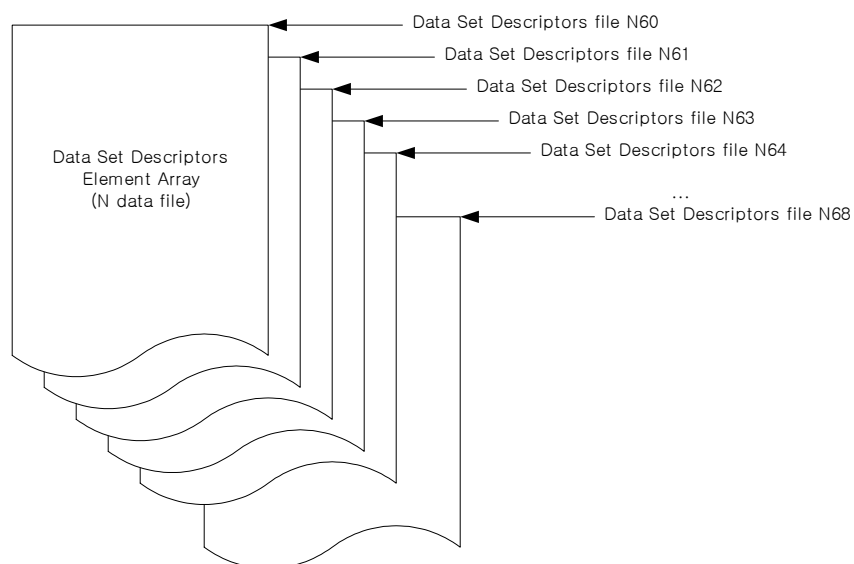 Data Set Descriptors file N60
Data Set Descriptors file N61
Data Set Descriptors file N62
Data Set Descriptors file N63
Data Set Descriptors file N64
...
Data Set Descriptors file N68
Data Set Descriptors
Element Array
(N data file)